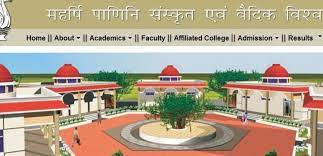 महर्षि पाणिनि संस्कृत एवं वैदिक विश्व
Home || About || Academics || Faculty || Affiliated College || Admission || Results